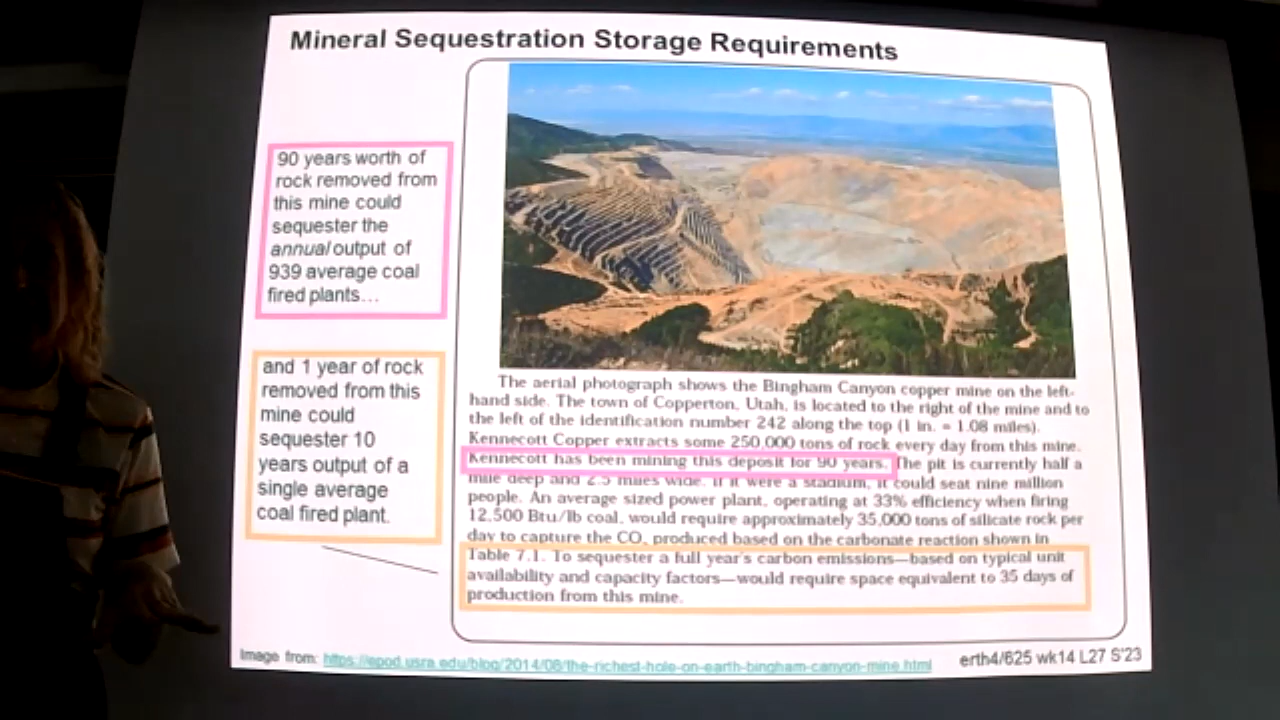 Mineral Sequestration Storage Requirements
90 years worth of
rock removed from
this mine could
sequester the
annual output of
939 average coal
fired plants…
and 1 year of rock
removed from this
mine could
sequester 10
years output of a
single average
coal fired plant.
The aerial photograph shows the Bingham Canyon copper mine on the left-
hand side. The town of Copperton, Utah, is located to the right of the mine and to
the left of the identification number 242 along the top (1 in. = 1.08 miles).
Kennecott Copper extracts some 250,000 tons of rock every day from this mine.
Kennecott has been mining this deposit for 90 years. The pit is currently half a
mile deep and 2.5 miles wide. If it were a stadium, it could seat nine million
people. An average sized power plant, operating at 33% efficiency when firing
12,500 Btu/lb coal, would require approximately 35,000 tons of silicate rock per
day to capture the CO₂ produced based on the carbonate reaction shown in
Table 7.1. To sequester a full year's carbon emissions—based on typical unit
availability and capacity factors—would require space equivalent to 35 days of
production from this mine.
Image from: https://epod.usra.edu/blog/2014/08/the-richest-hole-on-earth-bingham-canyon-mine.html
erth4/625 wk14 L27 S'23